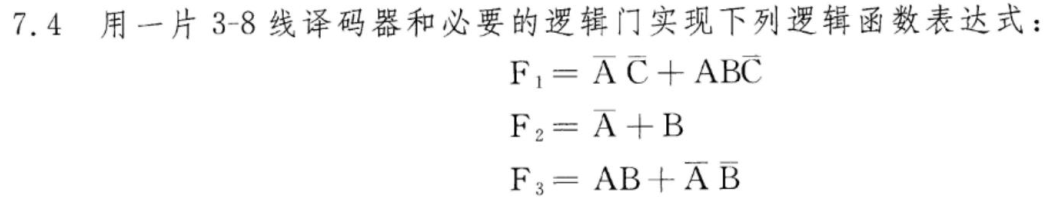 7.4 用一片 3-8 线译码器和必要的逻辑门实现下列逻辑函数表达式：
F₁ = A̅ C̅ + ABC̅
F₂ = A̅ + B
F₃ = AB + A̅ B̅